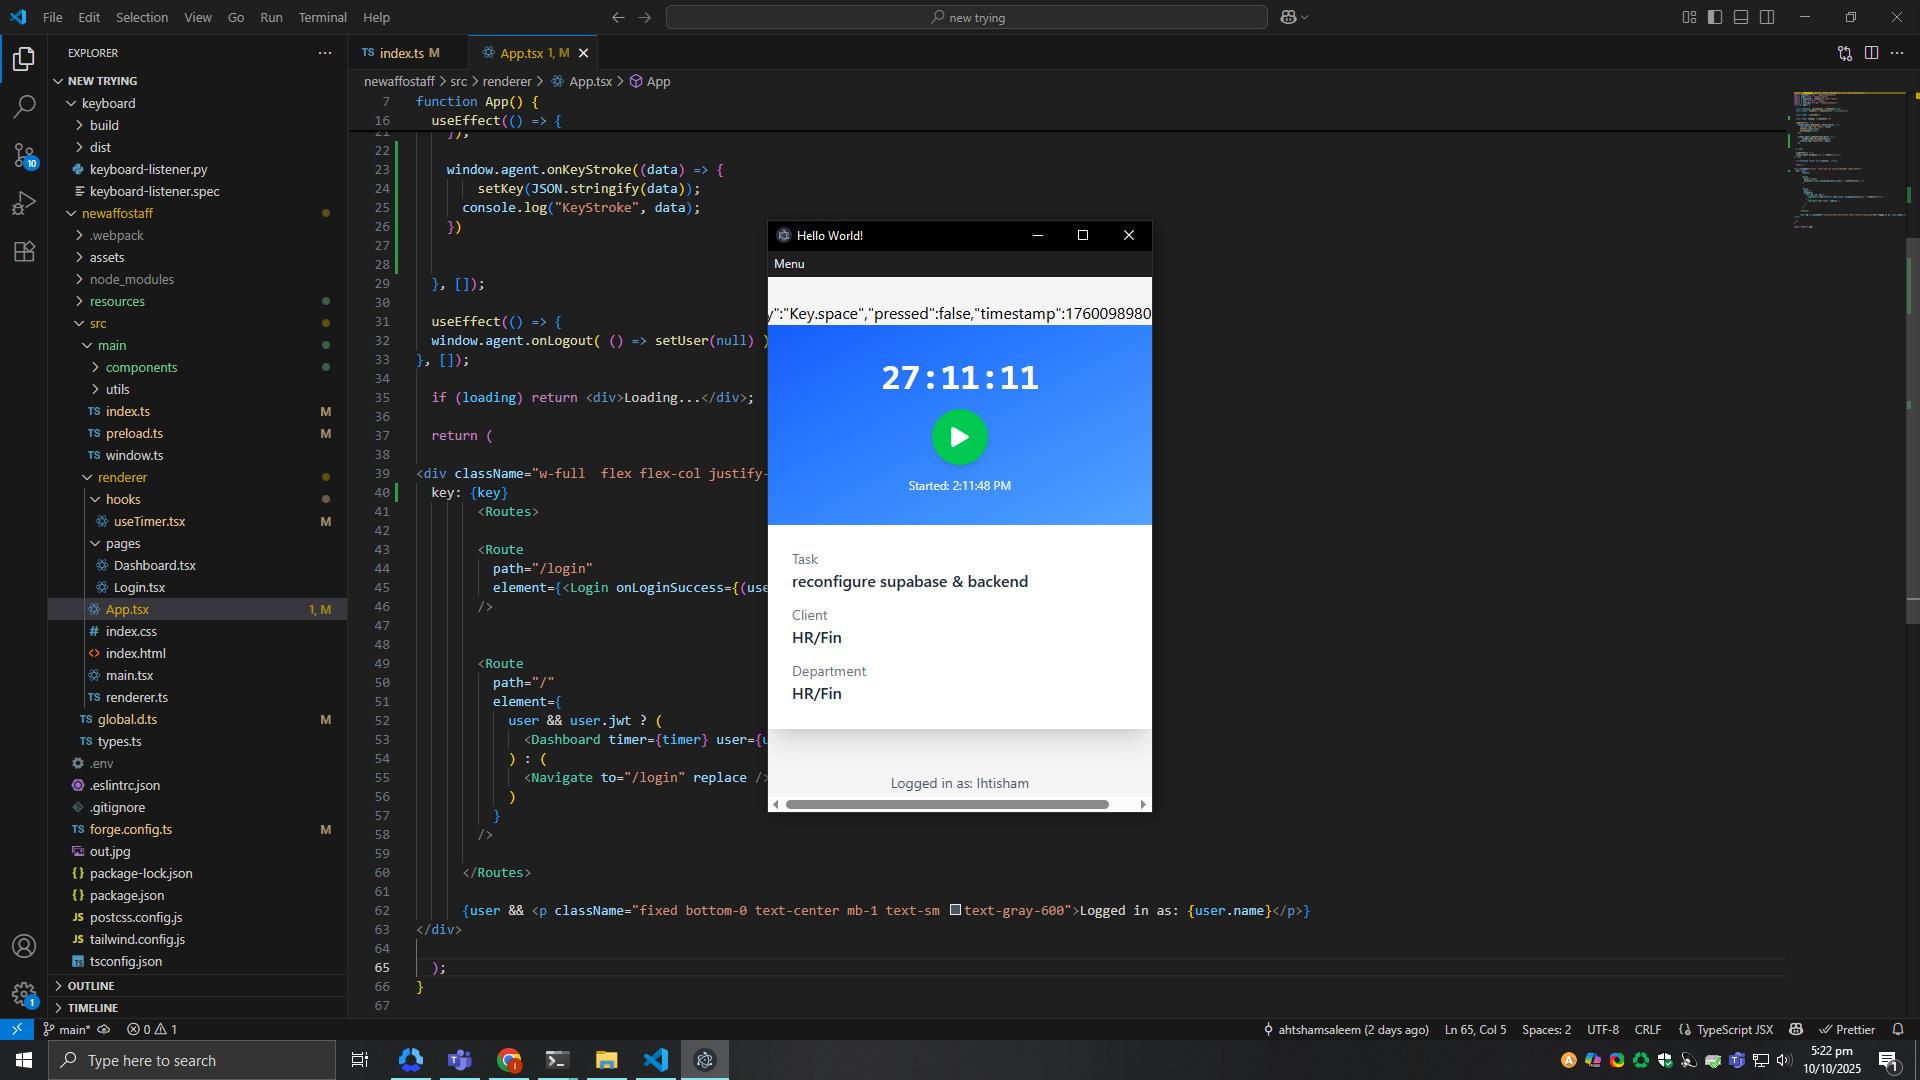 File Edit Selection View Go Run Terminal Help
new trying
EXPLORER
NEW TRYING
keyboard
build
dist
keyboard-listener.py
keyboard-listener.spec
newaffostaff
.webpack
assets
node_modules
resources
src
main
components
utils
TS index.ts M
TS preload.ts M
TS window.ts
renderer
hooks
useTimer.tsx M
pages
Dashboard.tsx
Login.tsx
App.tsx 1, M
# index.css
<> index.html
main.tsx
TS renderer.ts
TS global.d.ts M
TS types.ts
.env
.eslintrc.json
.gitignore
TS forge.config.ts M
out.jpg
{} package-lock.json
{} package.json
JS postcss.config.js
JS tailwind.config.js
tsconfig.json
OUTLINE
TIMELINE
TS index.ts M
App.tsx 1, M
newaffostaff > src > renderer > App.tsx > App
7 function App() {
16 useEffect(() => {
21 });
22
23 window.agent.onKeyStroke((data) => {
24 setKey(JSON.stringify(data));
25 console.log("KeyStroke", data);
26 })
27
28
29 }, []);
30
31 useEffect(() => {
32 window.agent.onLogout( () => setUser(null) )
33 }, []);
34
35 if (loading) return <div>Loading...</div>;
36
37 return (
38
39 <div className="w-full flex flex-col justify-
40 key: {key}
41 <Routes>
42
43 <Route
44 path="/login"
45 element={<Login onLoginSuccess={(use
46 />
47
48
49 <Route
50 path="/"
51 element={
52 user && user.jwt ? (
53 <Dashboard timer={timer} user={u
54 ) : (
55 <Navigate to="/login" replace />
56 )
57 }
58 />
59
60 </Routes>
61
62 {user && <p className="fixed bottom-0 text-center mb-1 text-sm text-gray-600">Logged in as: {user.name}</p>}
63 </div>
64
65 );
66 }
67
Hello World!
Menu
y":"Key.space","pressed":false,"timestamp":1760098980
27:11:11
Started: 2:11:48 PM
Task
reconfigure supabase & backend
Client
HR/Fin
Department
HR/Fin
Logged in as: Ihtisham
10
1
main* 0 1
ahtshamsaleem (2 days ago) Ln 65, Col 5 Spaces: 2 UTF-8 CRLF TypeScript JSX Prettier
Type here to search
5:22 pm
10/10/2025
1